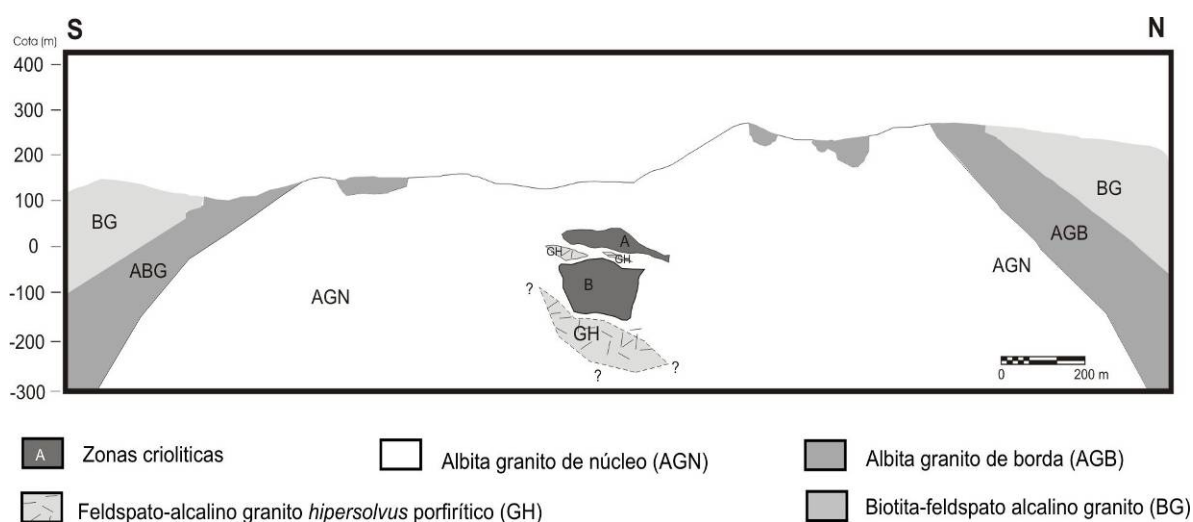 S
N
Cota (m)
400
300
200
100
0
-100
-200
-300
BG
ABG
AGN
A
GH
GH
B
GH
?
?
?
AGN
AGB
BG
0 200 m
A Zonas criolíticas
Albita granito de núcleo (AGN)
Albita granito de borda (AGB)
Feldspato-alcalino granito hipersolvus porfirítico (GH)
Biotita-feldspato alcalino granito (BG)